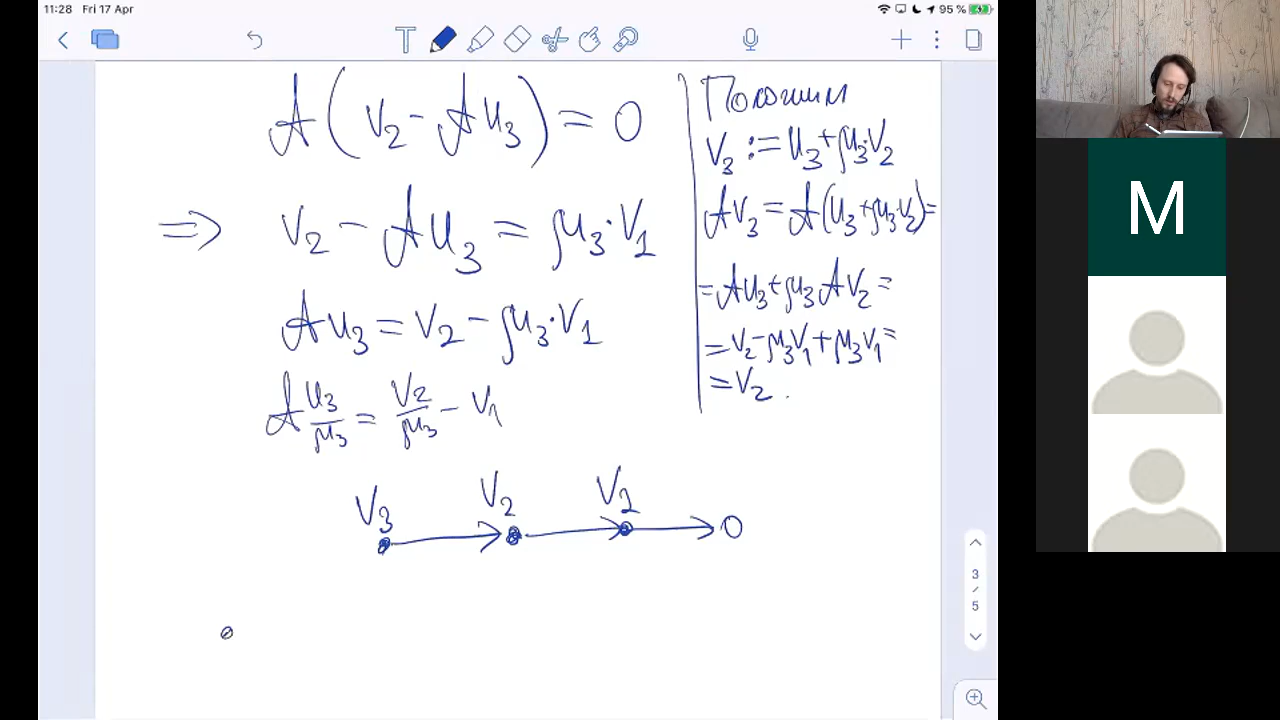 11:28 Fri 17 Apr
95 %
T
𝒜(v₂ − 𝒜u₃) = 0
⇒ v₂ − 𝒜u₃ = μ₃·v₁
𝒜u₃ = v₂ − μ₃·v₁
𝒜 u₃/μ₃ = v₂/μ₃ − v₁
v₃ → v₂ → v₁ → 0
Положим
v₃ := u₃ + μ₃·v₂
𝒜v₃ = 𝒜(u₃ + μ₃v₂) =
= 𝒜u₃ + μ₃𝒜v₂ =
= v₂ − μ₃v₁ + μ₃v₁ =
= v₂.
3
/
5
M